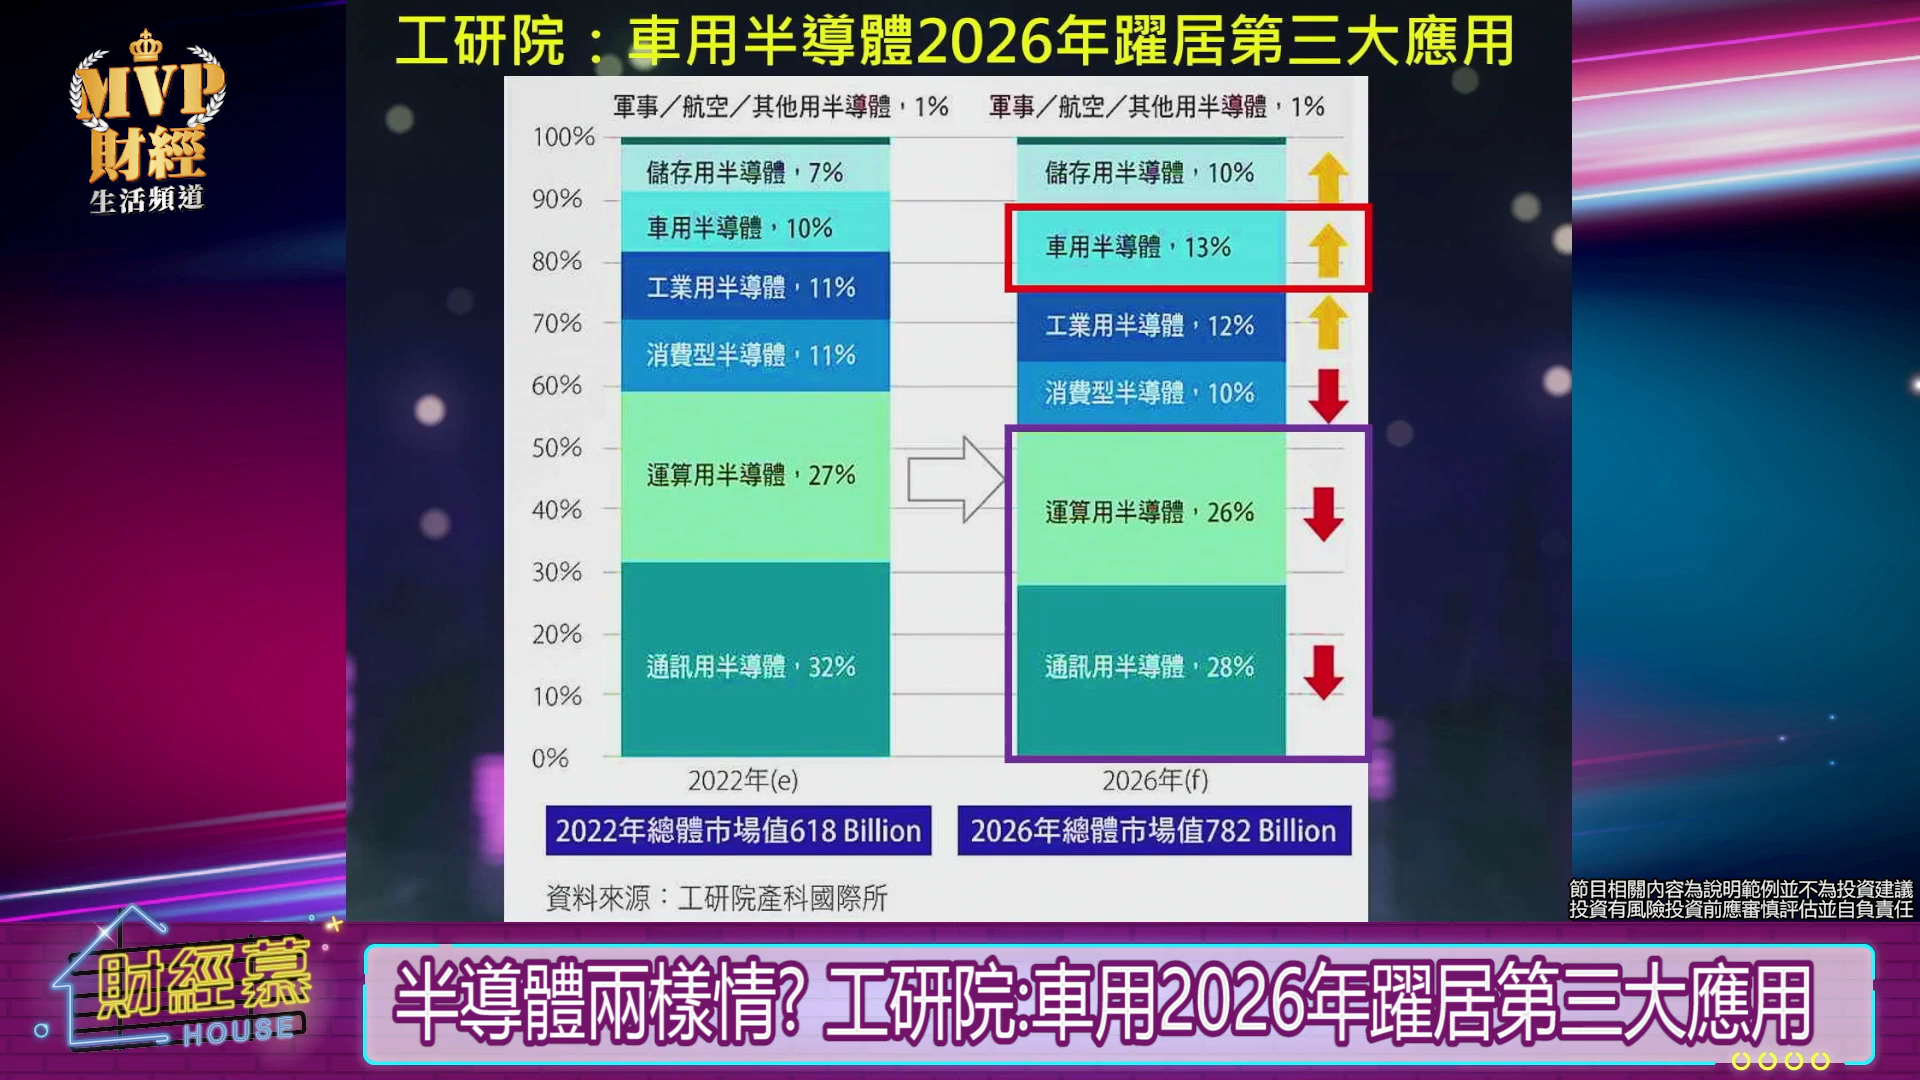 工研院：車用半導體2026年躍居第三大應用
MVP
財經
生活頻道
軍事／航空／其他用半導體，1%
軍事／航空／其他用半導體，1%
100%
90%
80%
70%
60%
50%
40%
30%
20%
10%
0%
儲存用半導體，7%
車用半導體，10%
工業用半導體，11%
消費型半導體，11%
運算用半導體，27%
通訊用半導體，32%
儲存用半導體，10%
車用半導體，13%
工業用半導體，12%
消費型半導體，10%
運算用半導體，26%
通訊用半導體，28%
2022年(e)
2026年(f)
2022年總體市場值618 Billion
2026年總體市場值782 Billion
資料來源：工研院產科國際所
節目相關內容為說明範例並不為投資建議
投資有風險投資前應審慎評估並自負責任
財經慕
HOUSE
半導體兩樣情? 工研院:車用2026年躍居第三大應用